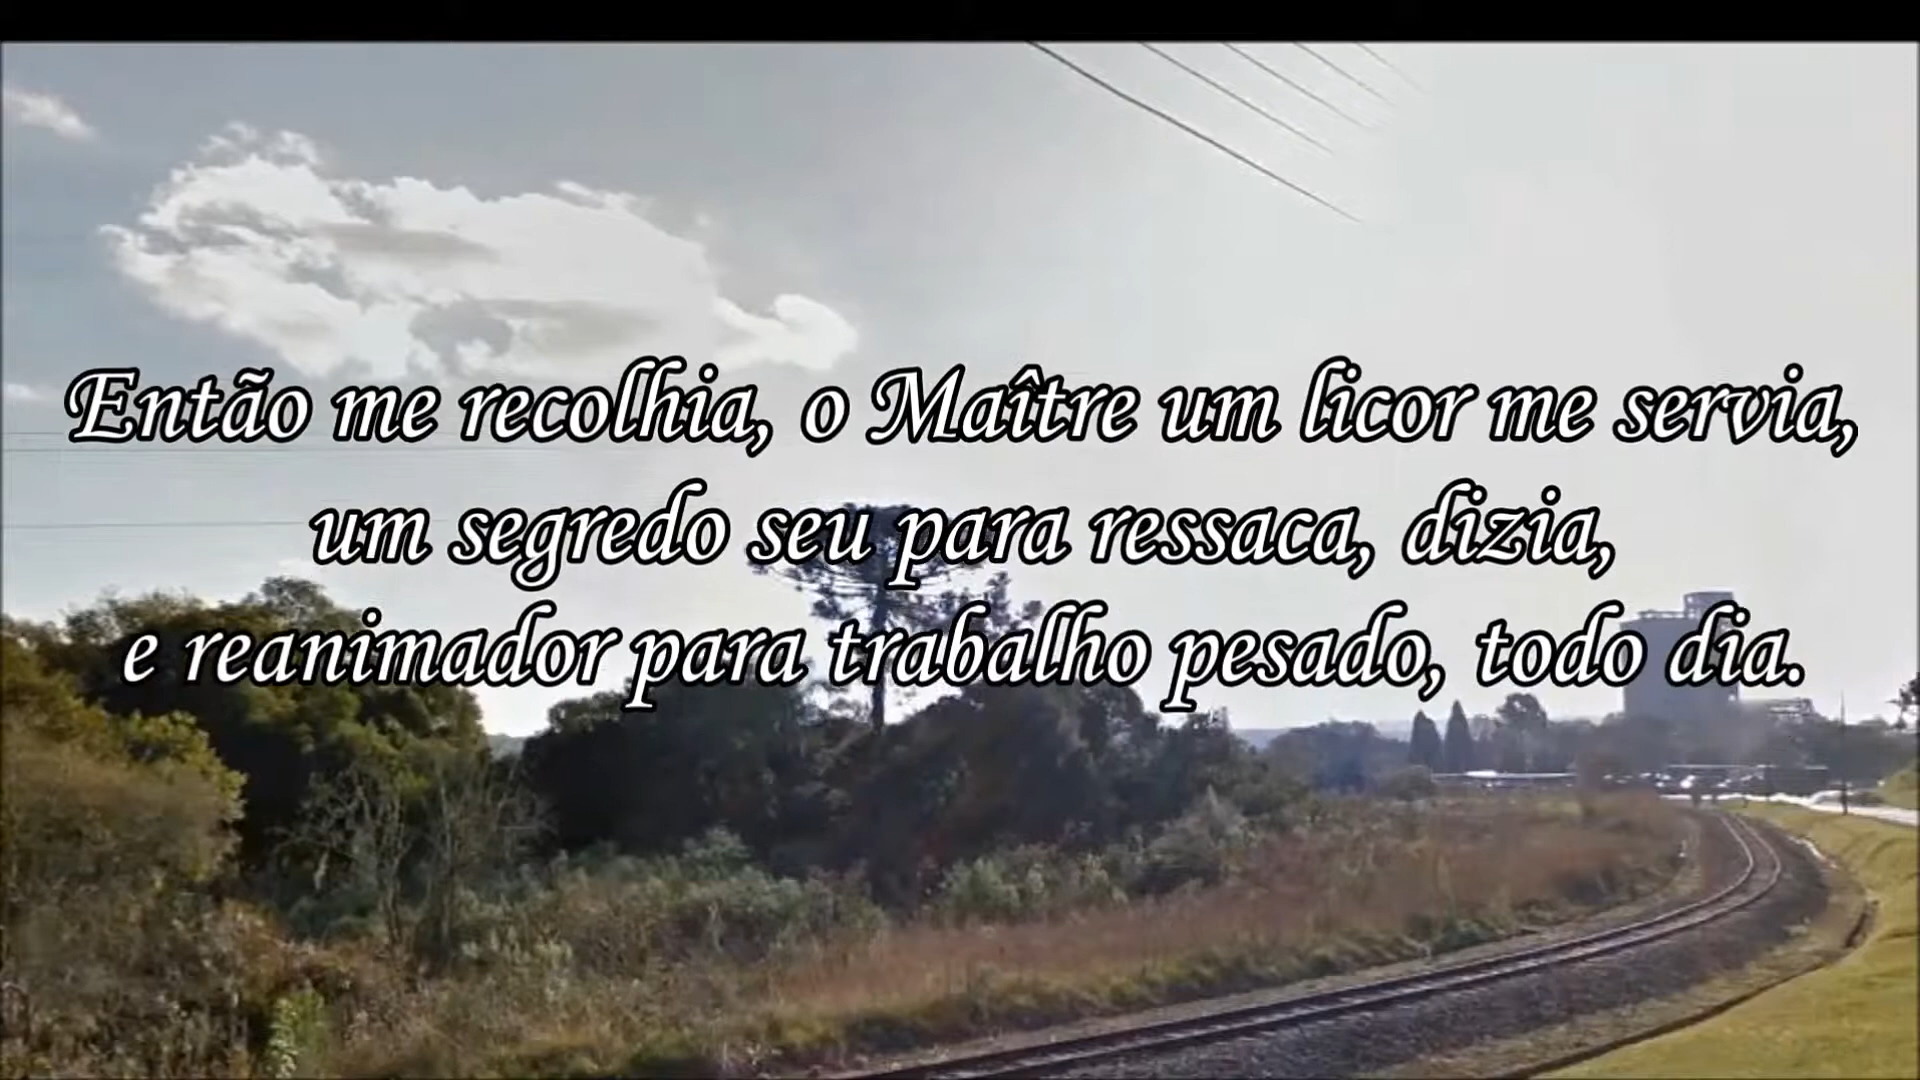 Então me recolhia, o Maître um licor me servia,
um segredo seu para ressaca, dizia,
e reanimador para trabalho pesado, todo dia.